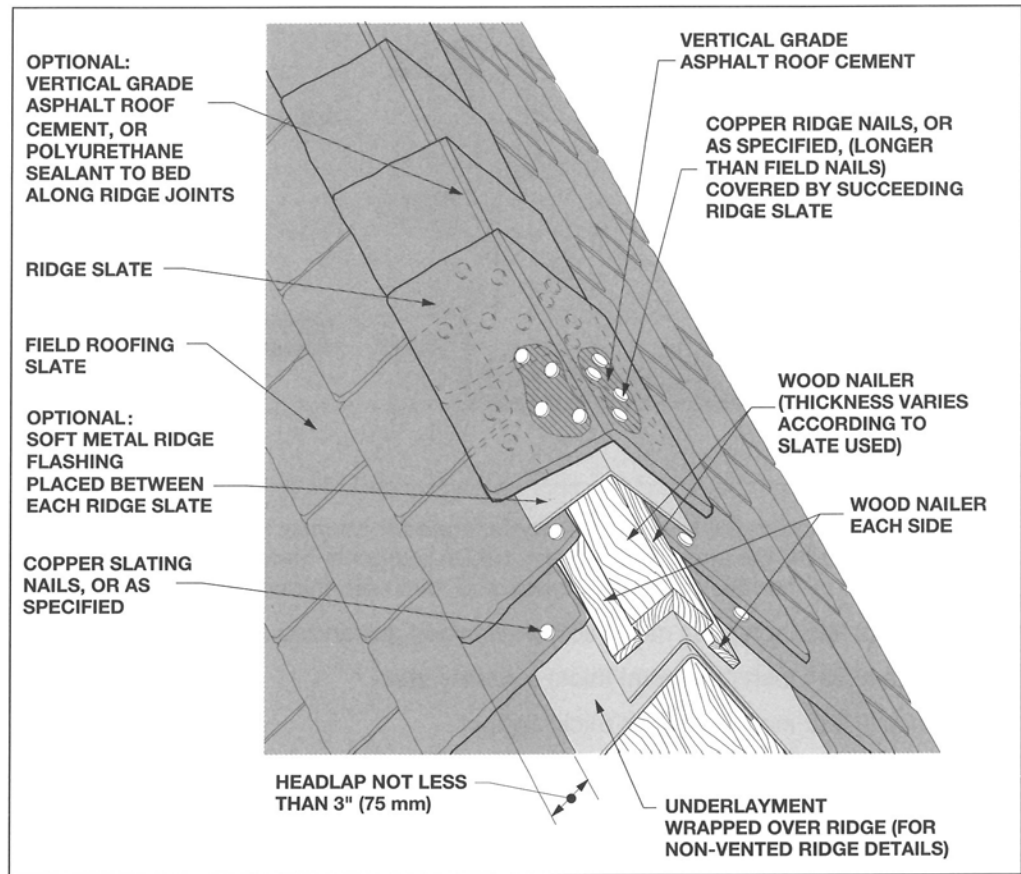 OPTIONAL:
VERTICAL GRADE
ASPHALT ROOF
CEMENT, OR
POLYURETHANE
SEALANT TO BED
ALONG RIDGE JOINTS
RIDGE SLATE
FIELD ROOFING
SLATE
OPTIONAL:
SOFT METAL RIDGE
FLASHING
PLACED BETWEEN
EACH RIDGE SLATE
COPPER SLATING
NAILS, OR AS
SPECIFIED
HEADLAP NOT LESS
THAN 3" (75 mm)
VERTICAL GRADE
ASPHALT ROOF CEMENT
COPPER RIDGE NAILS, OR
AS SPECIFIED, (LONGER
THAN FIELD NAILS)
COVERED BY SUCCEEDING
RIDGE SLATE
WOOD NAILER
(THICKNESS VARIES
ACCORDING TO
SLATE USED)
WOOD NAILER
EACH SIDE
UNDERLAYMENT
WRAPPED OVER RIDGE (FOR
NON-VENTED RIDGE DETAILS)